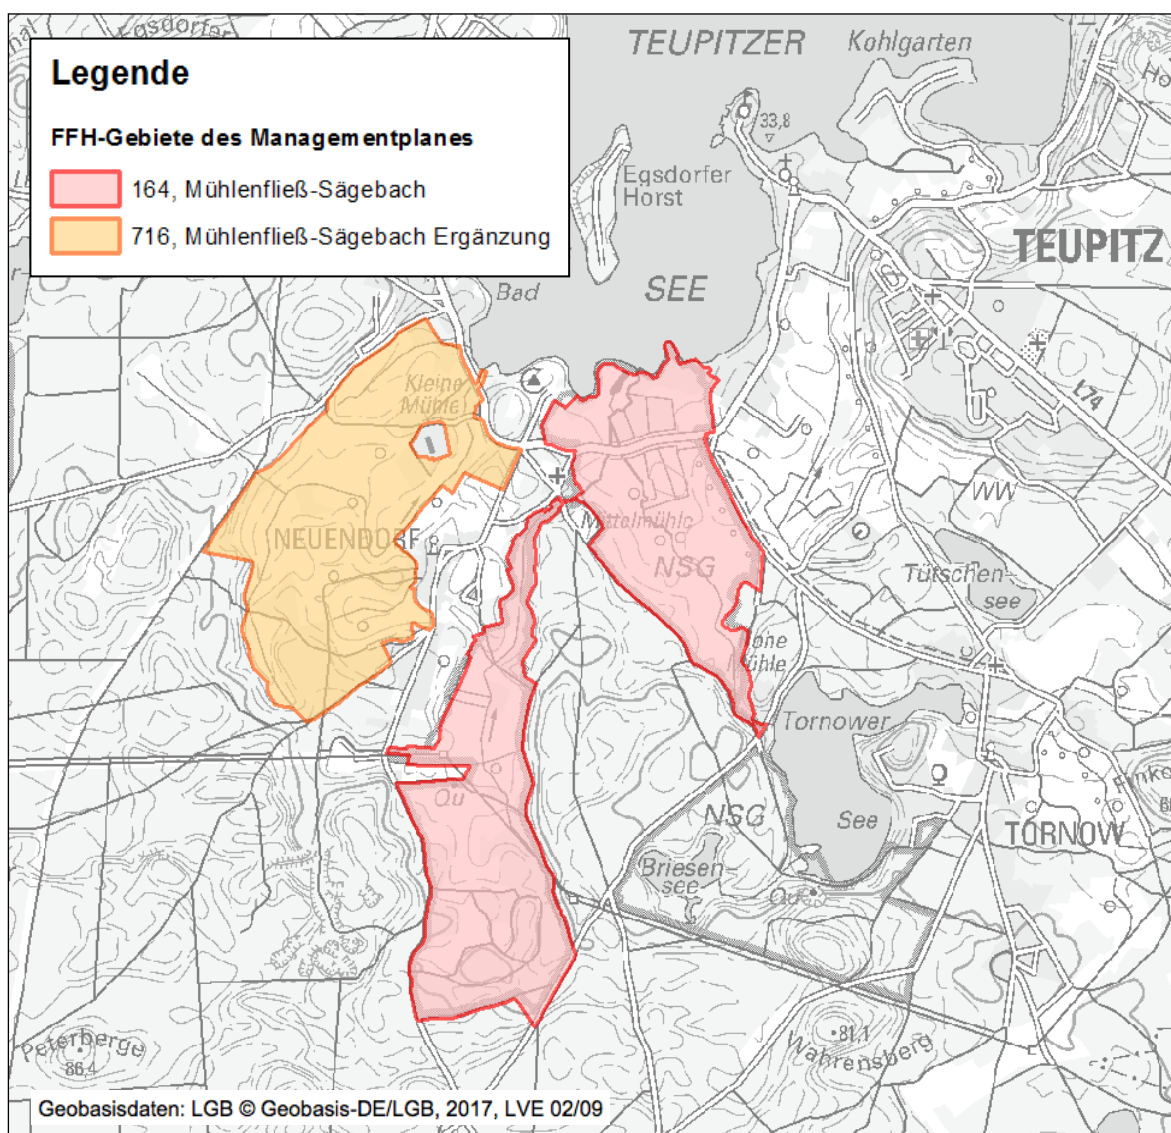 Egsdorfer
Legende
FFH-Gebiete des Managementplanes
164, Mühlenfließ-Sägebach
716, Mühlenfließ-Sägebach Ergänzung
TEUPITZER
Kohlgarten
33,8
Egsdorfer
Horst
TEUPITZ
SEE
Bad
Kleine
Mühle
L74
WW
Mittelmühle
NEUENDORF
NSG
Tütschen-
see
Tornower
Qu
NSG
See
TORNOW
Briesen-
see
Qu
Peterberge
86,4
81,1
Wahrensberg
Geobasisdaten: LGB © Geobasis-DE/LGB, 2017, LVE 02/09